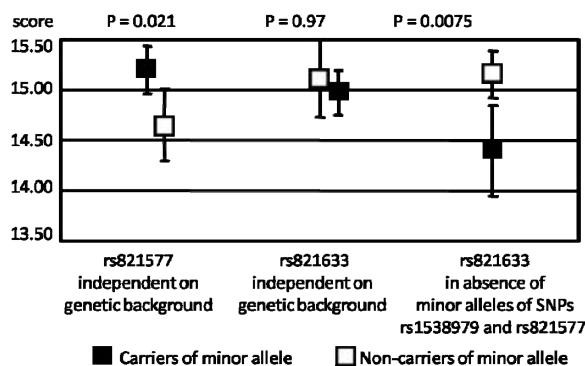 score P = 0.021 P = 0.97 P = 0.0075
15.50
15.00
14.50
14.00
13.50
rs821577 rs821633 rs821633
independent on independent on in absence of
genetic background genetic background minor alleles of SNPs
rs1538979 and rs821577
Carriers of minor allele Non-carriers of minor allele